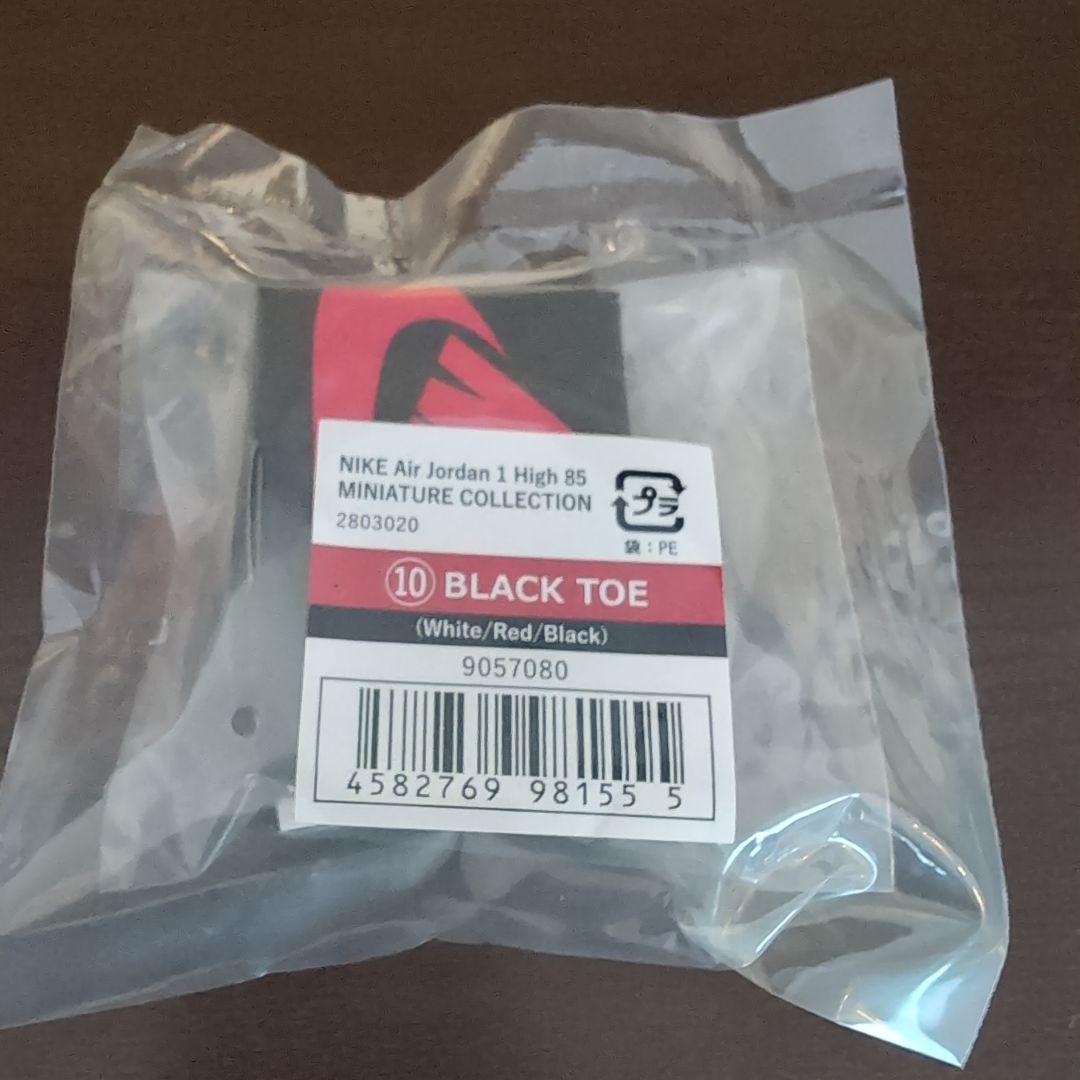 NIKE Air Jordan 1 High 85
MINIATURE COLLECTION
2803020
プラ
袋：PE
⑩ BLACK TOE
(White/Red/Black)
9057080
4582769 98155 5